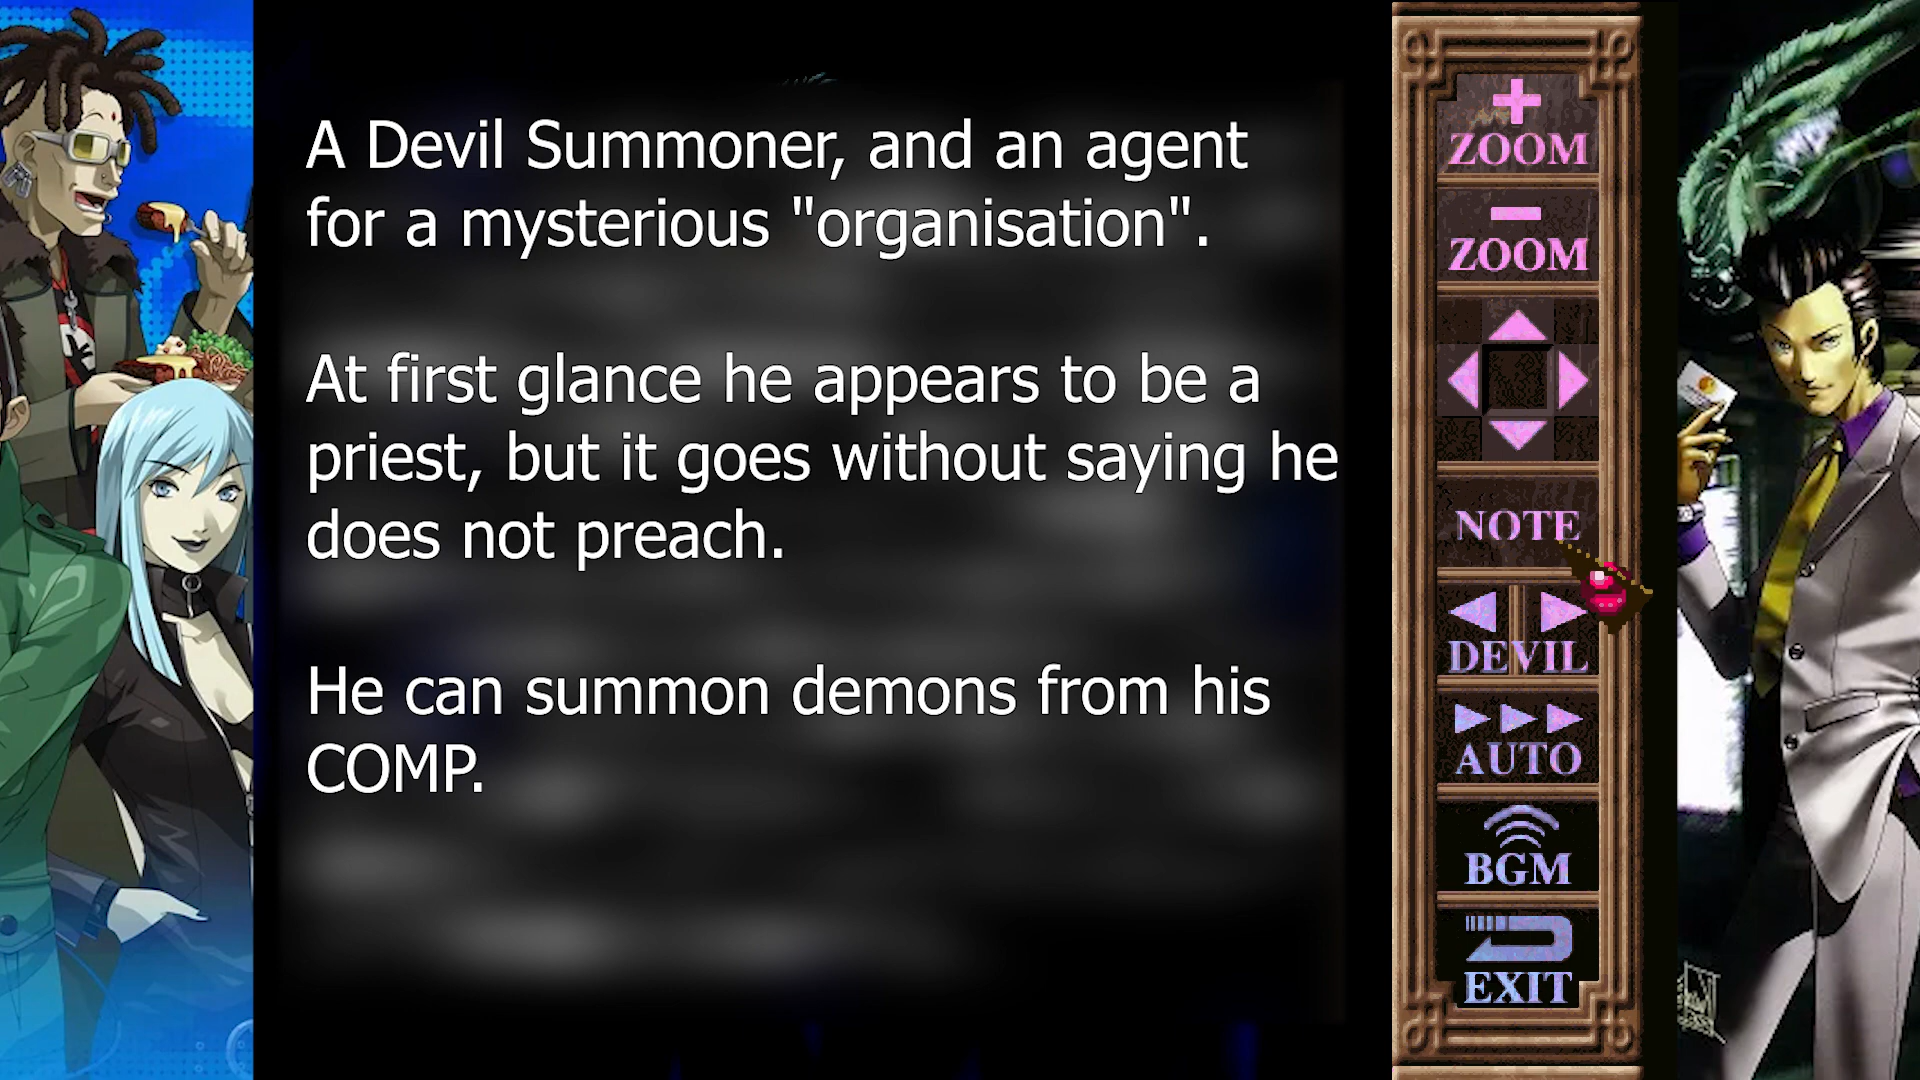 A Devil Summoner, and an agent
for a mysterious "organisation".
At first glance he appears to be a
priest, but it goes without saying he
does not preach.
He can summon demons from his
COMP.
ZOOM
ZOOM
NOTE
DEVIL
AUTO
BGM
EXIT